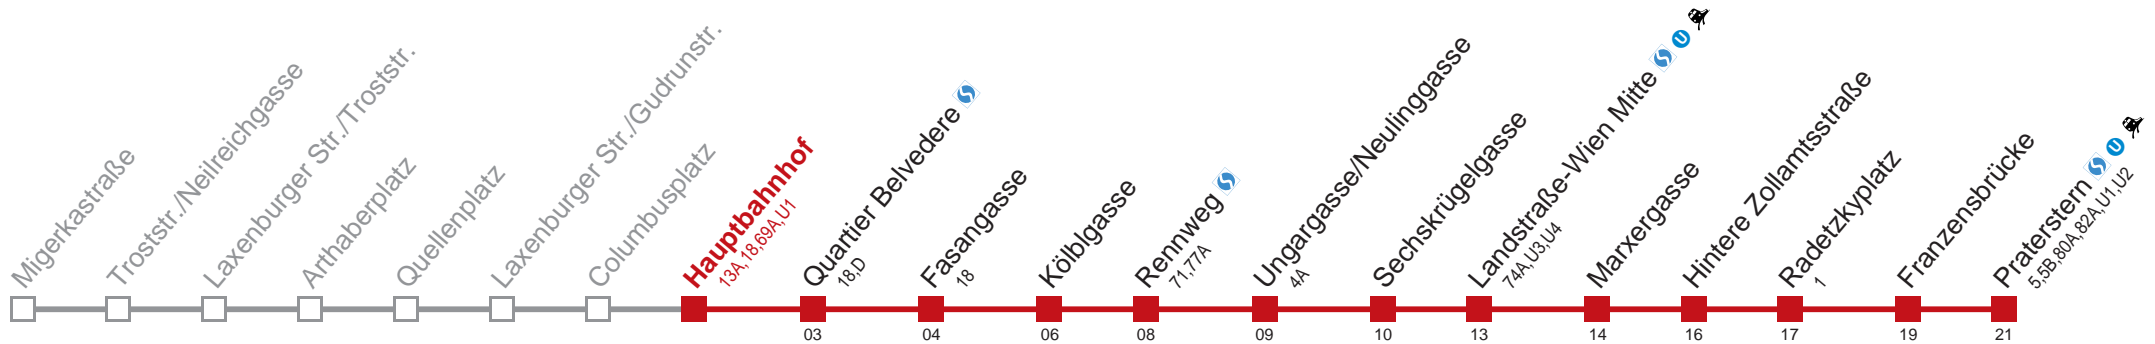 Migerkastraße
Troststr./Neilreichgasse
Laxenburger Str./Troststr.
Arthaberplatz
Quellenplatz
Laxenburger Str./Gudrunstr.
Columbusplatz
Hauptbahnhof
13A,18,69A,U1
Quartier Belvedere
18,D
03
Fasangasse
18
04
Kölblgasse
06
Rennweg
71,77A
08
Ungargasse/Neulinggasse
4A
09
Sechskrügelgasse
10
Landstraße-Wien Mitte U
74A,U3,U4
13
Marxergasse
14
Hintere Zollamtsstraße
16
Radetzkyplatz
1
17
Franzensbrücke
19
Praterstern U
5,5B,80A,82A,U1,U2
21